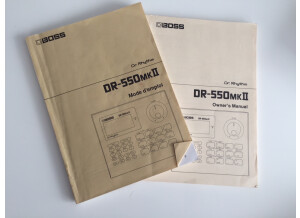 BOSS
Dr. Rhythm
DR-550MKII
Mode d'emploi
BOSS
Dr. Rhythm
DR-550MKII
Owner's Manual